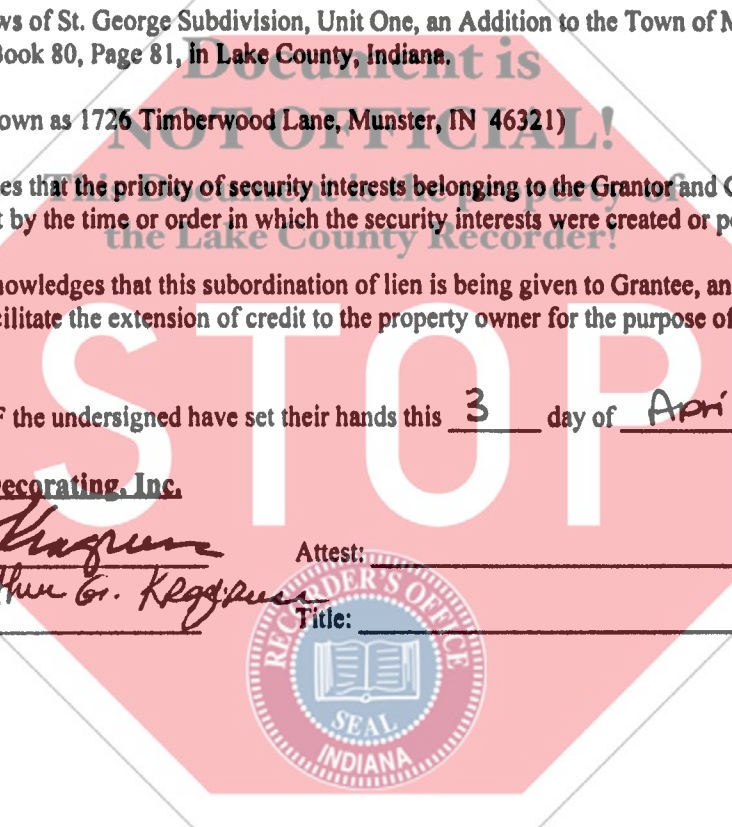 ws of St. George Subdivision, Unit One, an Addition to the Town of M
Book 80, Page 81, in Lake County, Indiana.
Document is
own as 1726 Timberwood Lane, Munster, IN 46321)
NOT OFFICIAL!
es that the priority of security interests belonging to the Grantor and G
This Document is the property of
t by the time or order in which the security interests were created or pe
the Lake County Recorder!
nowledges that this subordination of lien is being given to Grantee, an
cilitate the extension of credit to the property owner for the purpose of
STOP
F the undersigned have set their hands this 3 day of Apri
ecorating, Inc.
Attest:
G.
Title:
RECORDER'S OFFICE
SEAL
INDIANA